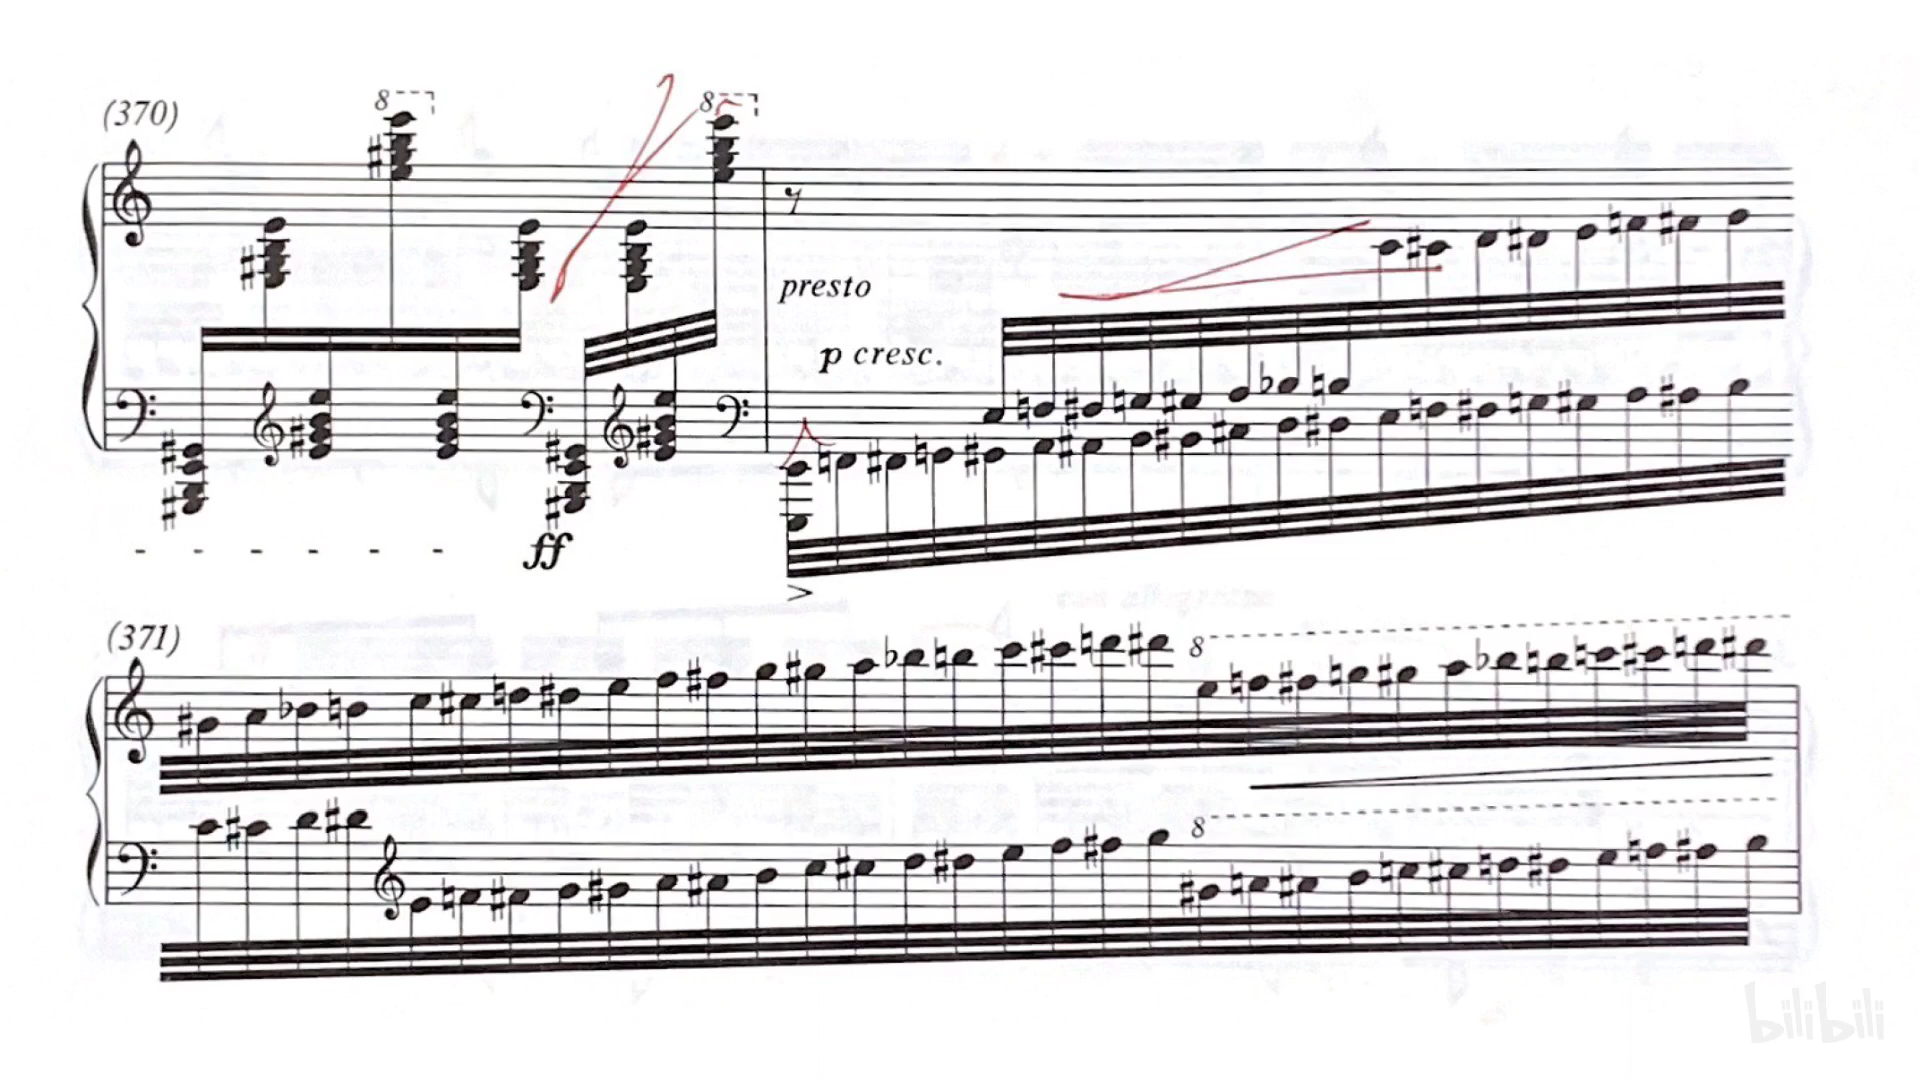 (370)
8
8
presto
p cresc.
ff
(371)
8
8
bilibili